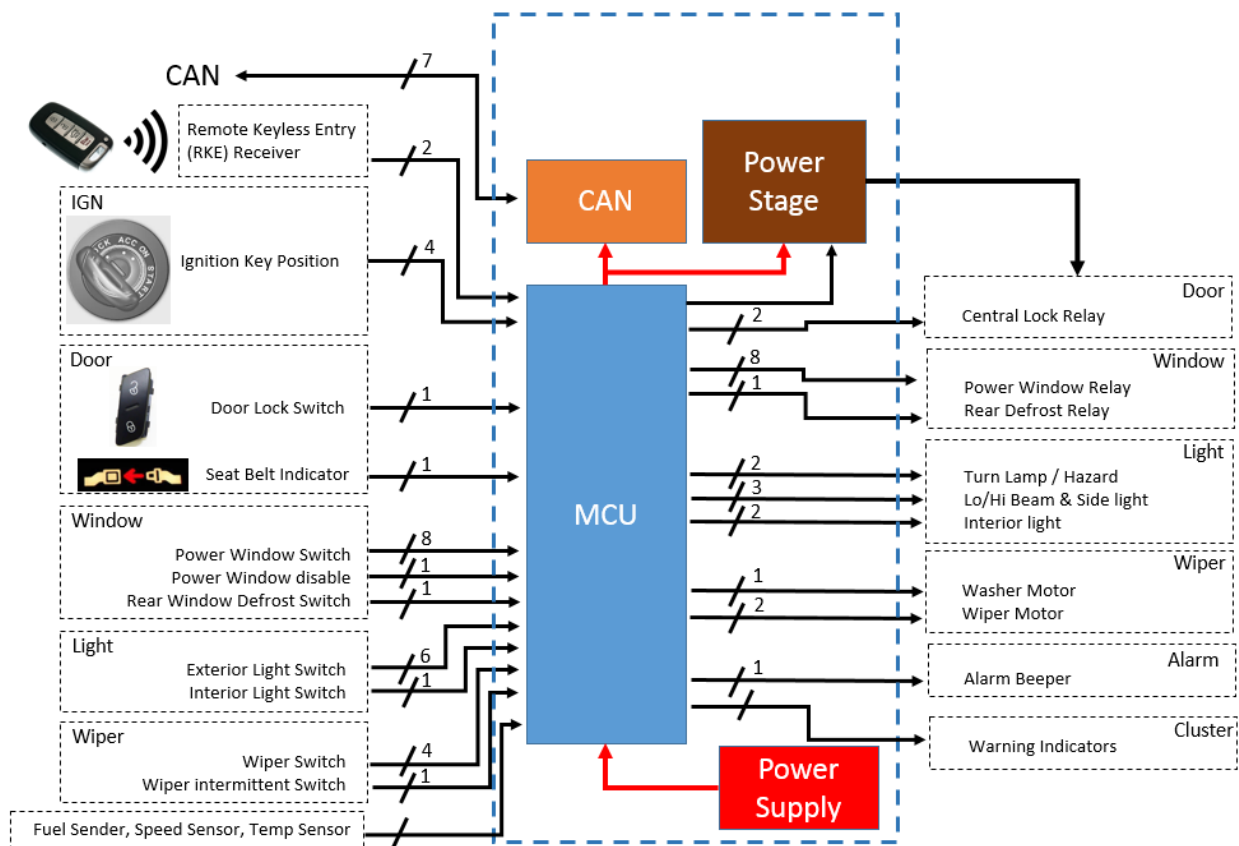 CAN
7
Remote Keyless Entry
(RKE) Receiver
2
IGN
ACC ON
START
Ignition Key Position
4
Door
Door Lock Switch
1
Seat Belt Indicator
1
Window
Power Window Switch
8
Power Window disable
1
Rear Window Defrost Switch
1
Light
Exterior Light Switch
6
Interior Light Switch
1
Wiper
Wiper Switch
4
Wiper intermittent Switch
1
Fuel Sender, Speed Sensor, Temp Sensor
CAN
Power
Stage
MCU
Power
Supply
2
Door
Central Lock Relay
8
1
Window
Power Window Relay
Rear Defrost Relay
2
3
2
Light
Turn Lamp / Hazard
Lo/Hi Beam & Side light
Interior light
1
2
Wiper
Washer Motor
Wiper Motor
1
Alarm
Alarm Beeper
Cluster
Warning Indicators